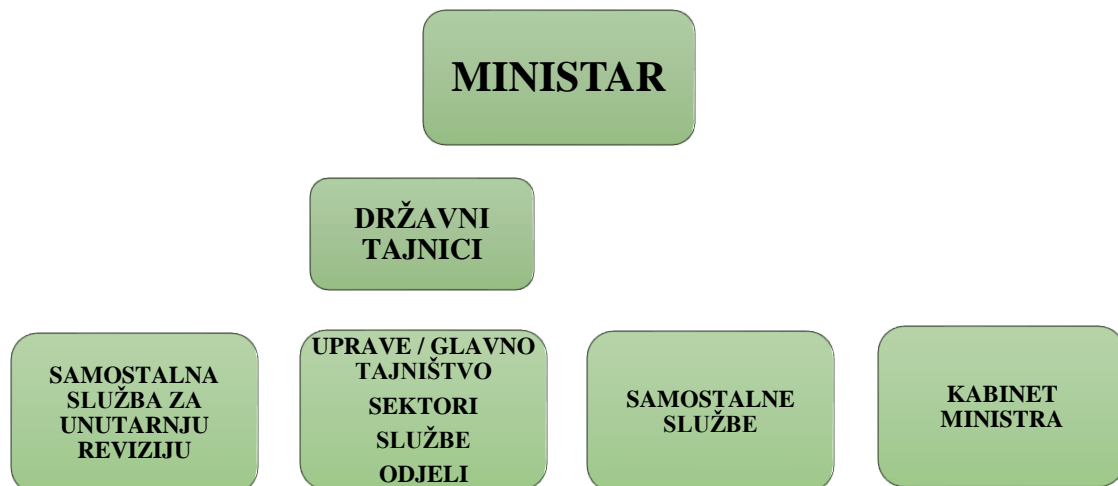 MINISTAR
DRŽAVNI
TAJNICI
SAMOSTALNA
SLUŽBA ZA
UNUTARNJU
REVIZIJU
UPRAVE / GLAVNO
TAJNIŠTVO
SEKTORI
SLUŽBE
ODJELI
SAMOSTALNE
SLUŽBE
KABINET
MINISTRA